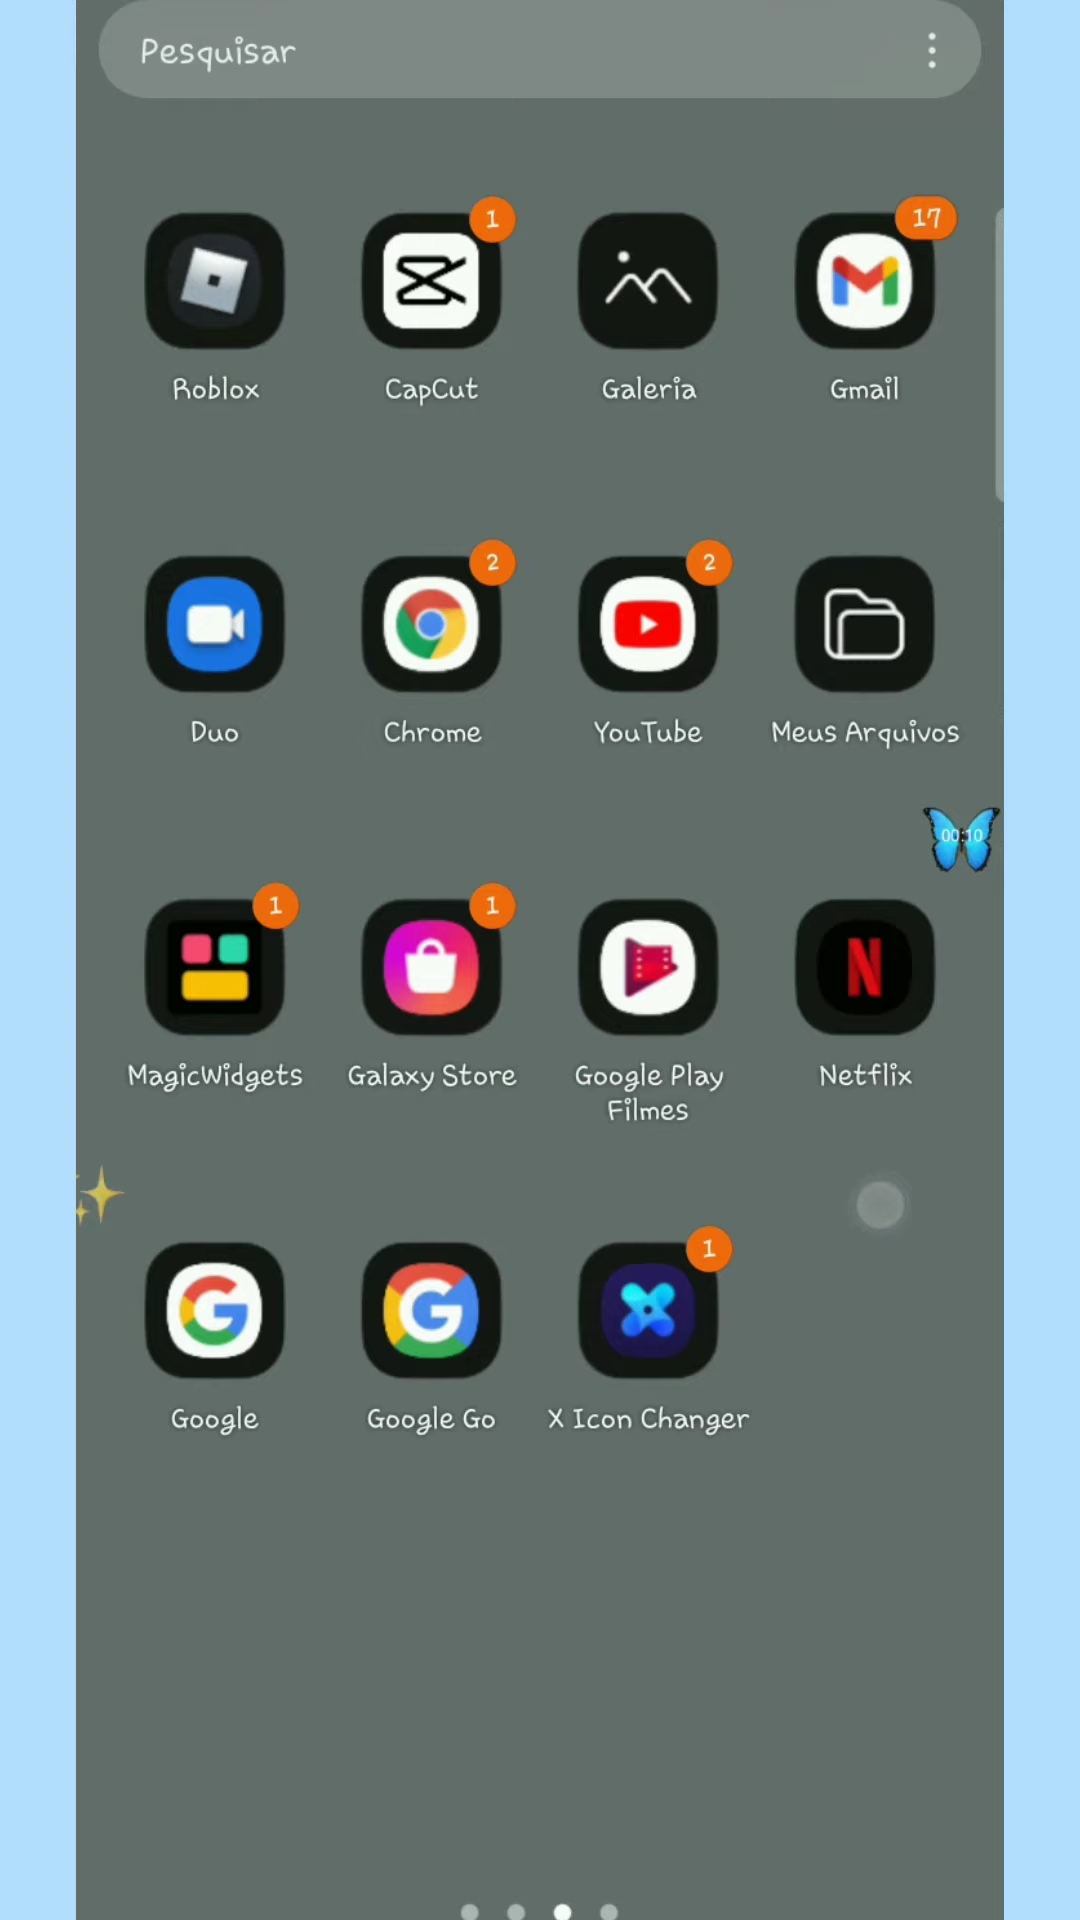 Pesquisar
1
17
Roblox CapCut Galeria Gmail
2
2
Duo Chrome YouTube Meus Arquivos
00:10
1
1
N
MagicWidgets Galaxy Store Google Play Netflix
Filmes
1
G G
Google Google Go X Icon Changer